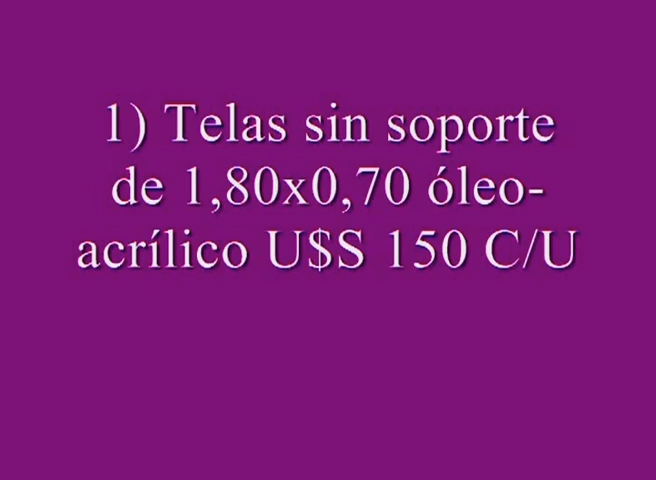 1) Telas sin soporte
de 1,80x0,70 óleo-
acrílico U$S 150 C/U